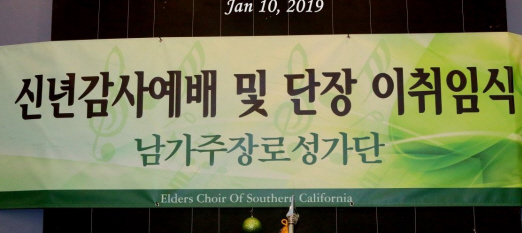 Jan 10, 2019
신년감사예배 및 단장 이취임식
남가주장로성가단
Elders Choir Of Southern California